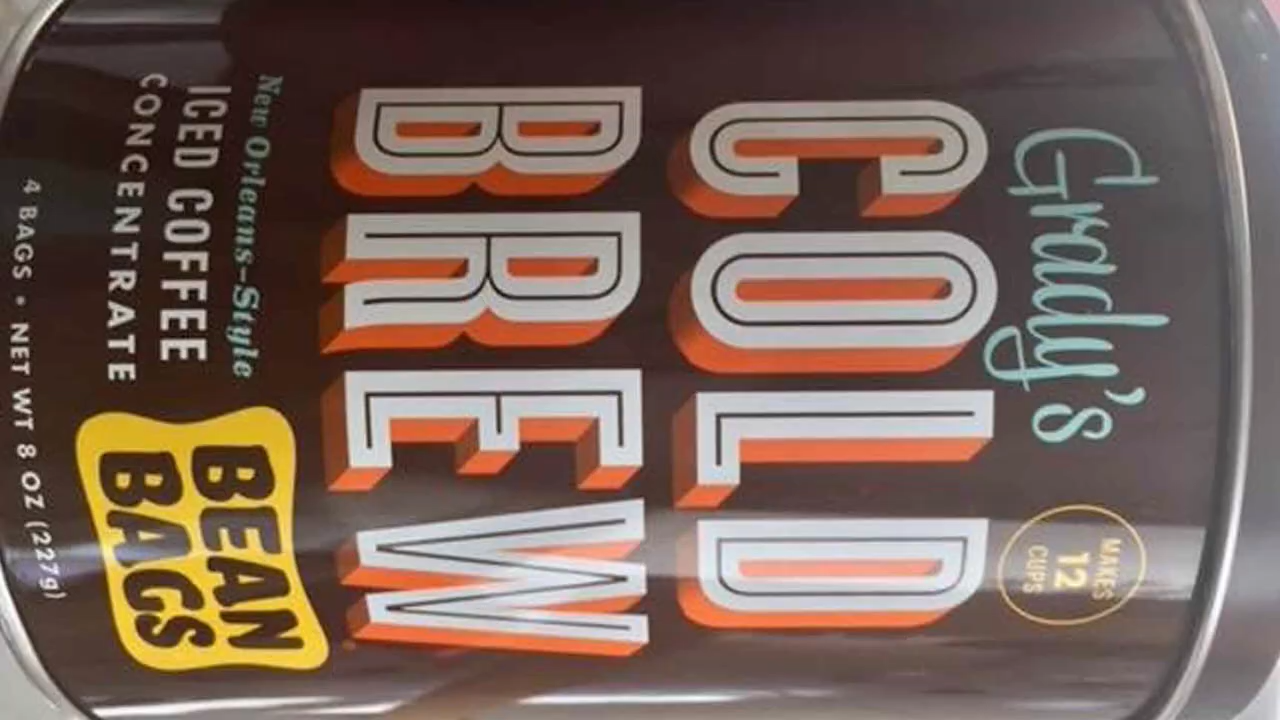 Grady's
MAKES
12
CUPS
COLD
BREW
New Orleans-Style
ICED COFFEE
CONCENTRATE
BEAN
BAGS
4 BAGS • NET WT 8 OZ (227g)